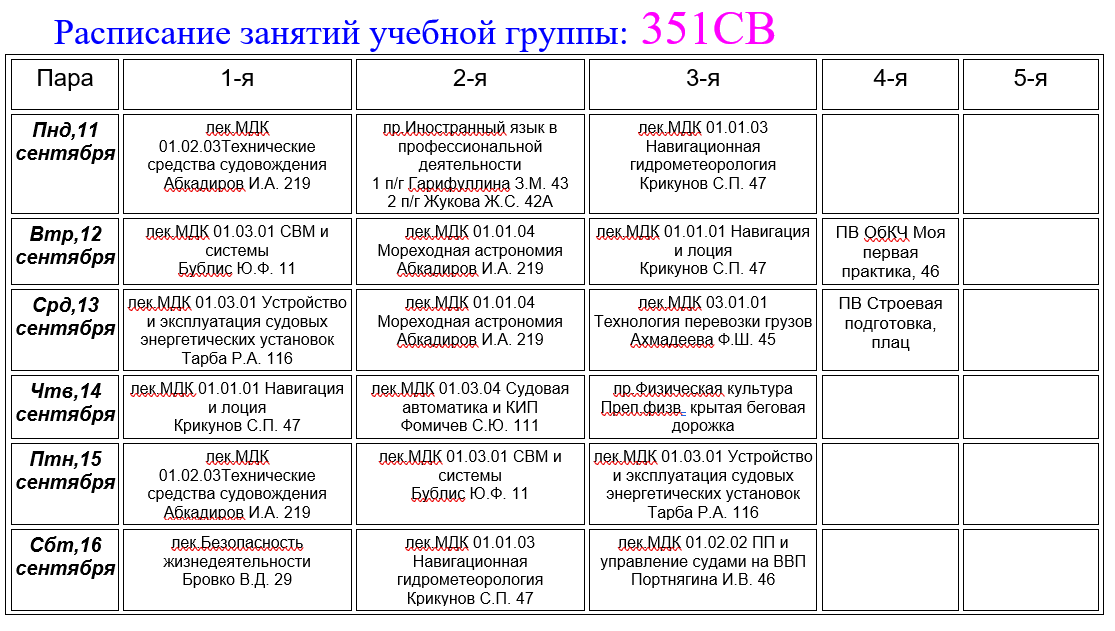 Расписание занятий учебной группы: 351СВ
Пара
1-я
2-я
3-я
4-я
5-я
Пнд,11
сентября
лек.МДК
01.02.03Технические
средства судовождения
Абкадиров И.А. 219
пр.Иностранный язык в
профессиональной
деятельности
1 п/г Гарифуллина З.М. 43
2 п/г Жукова Ж.С. 42А
лек.МДК 01.01.03
Навигационная
гидрометеорология
Крикунов С.П. 47
Втр,12
сентября
лек.МДК 01.03.01 СВМ и
системы
Бублис Ю.Ф. 11
лек.МДК 01.01.04
Мореходная астрономия
Абкадиров И.А. 219
лек.МДК 01.01.01 Навигация
и лоция
Крикунов С.П. 47
ПВ ОбКЧ Моя
первая
практика, 46
Срд,13
сентября
лек.МДК 01.03.01 Устройство
и эксплуатация судовых
энергетических установок
Тарба Р.А. 116
лек.МДК 01.01.04
Мореходная астрономия
Абкадиров И.А. 219
лек.МДК 03.01.01
Технология перевозки грузов
Ахмадеева Ф.Ш. 45
ПВ Строевая
подготовка,
плац
Чтв,14
сентября
лек.МДК 01.01.01 Навигация
и лоция
Крикунов С.П. 47
лек.МДК 01.03.04 Судовая
автоматика и КИП
Фомичев С.Ю. 111
пр.Физическая культура
Преп.физв. крытая беговая
дорожка
Птн,15
сентября
лек.МДК
01.02.03Технические
средства судовождения
Абкадиров И.А. 219
лек.МДК 01.03.01 СВМ и
системы
Бублис Ю.Ф. 11
лек.МДК 01.03.01 Устройство
и эксплуатация судовых
энергетических установок
Тарба Р.А. 116
Сбт,16
сентября
лек.Безопасность
жизнедеятельности
Бровко В.Д. 29
лек.МДК 01.01.03
Навигационная
гидрометеорология
Крикунов С.П. 47
лек.МДК 01.02.02 ПП и
управление судами на ВВП
Портнягина И.В. 46